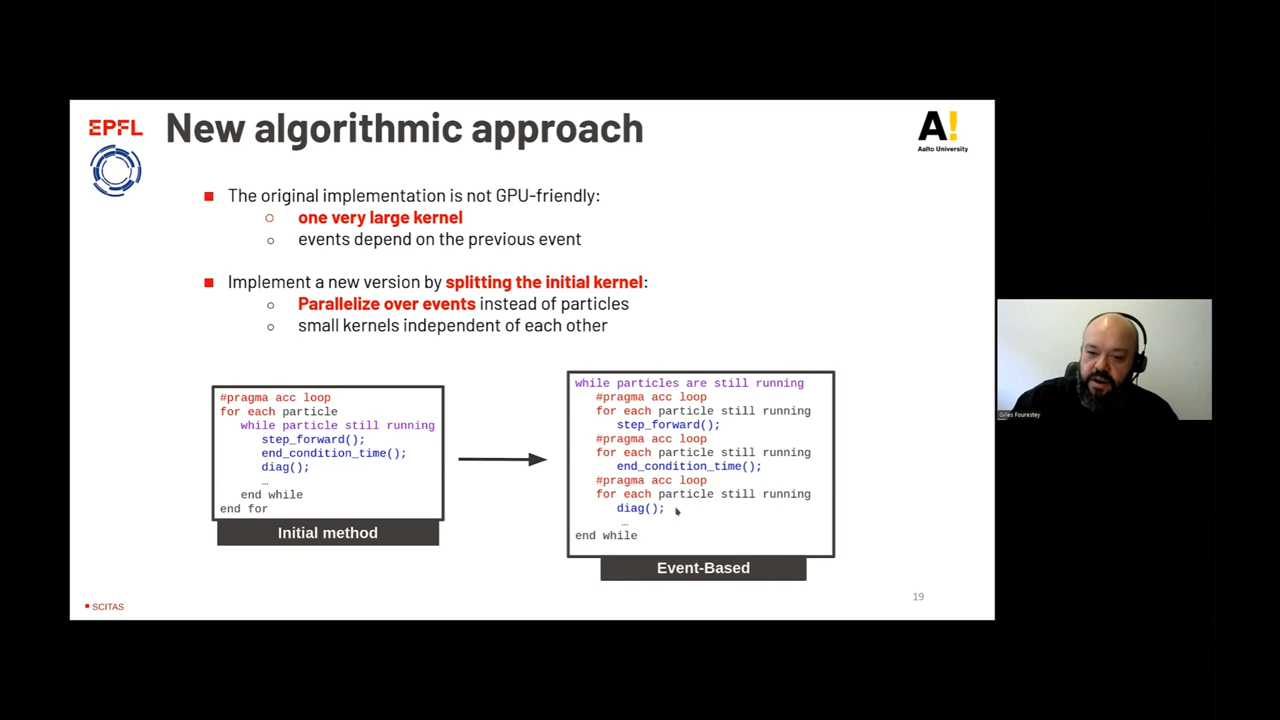 EPFL
New algorithmic approach
A!
Aalto University
The original implementation is not GPU-friendly:
one very large kernel
events depend on the previous event
Implement a new version by splitting the initial kernel:
Parallelize over events instead of particles
small kernels independent of each other
#pragma acc loop
for each particle
while particle still running
step_forward();
end_condition_time();
diag();
…
end while
end for
Initial method
while particles are still running
#pragma acc loop
for each particle still running
step_forward();
#pragma acc loop
for each particle still running
end_condition_time();
#pragma acc loop
for each particle still running
diag();
…
end while
Event-Based
Gilles Fourestey
19
SCITAS